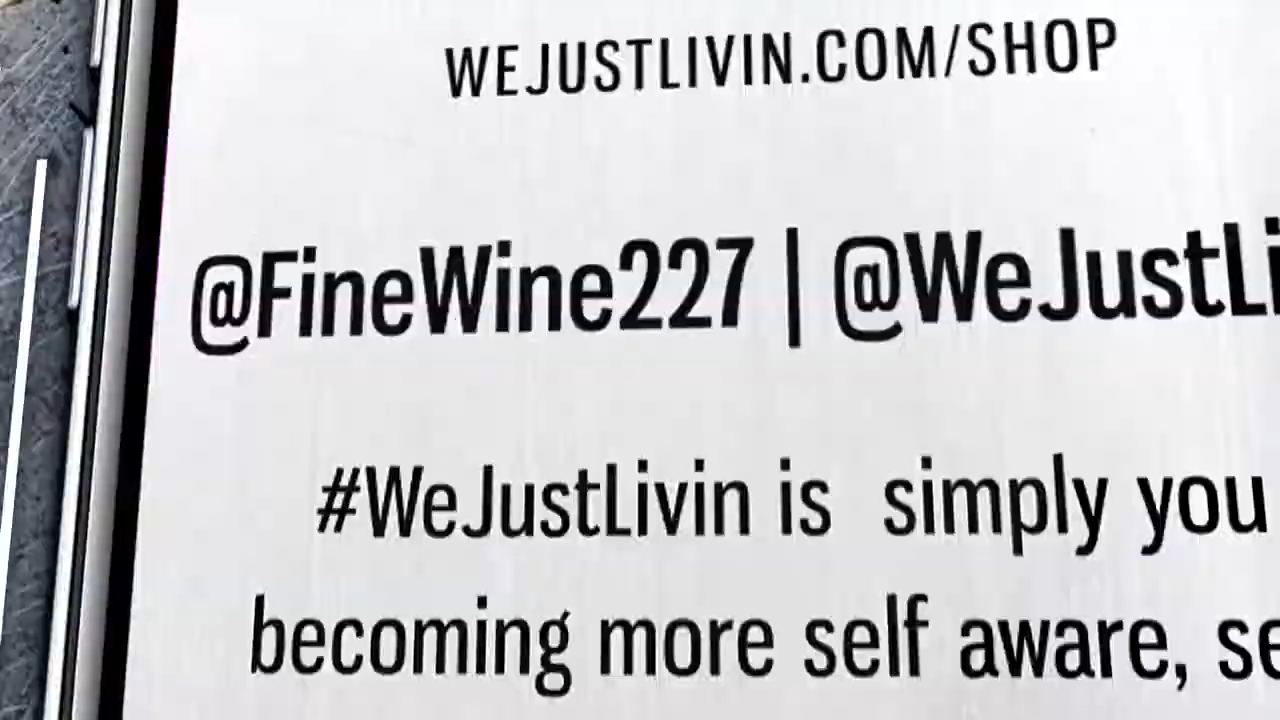 WEJUSTLIVIN.COM/SHOP
@FineWine227 | @WeJustLi
#WeJustLivin is simply you
becoming more self aware, se